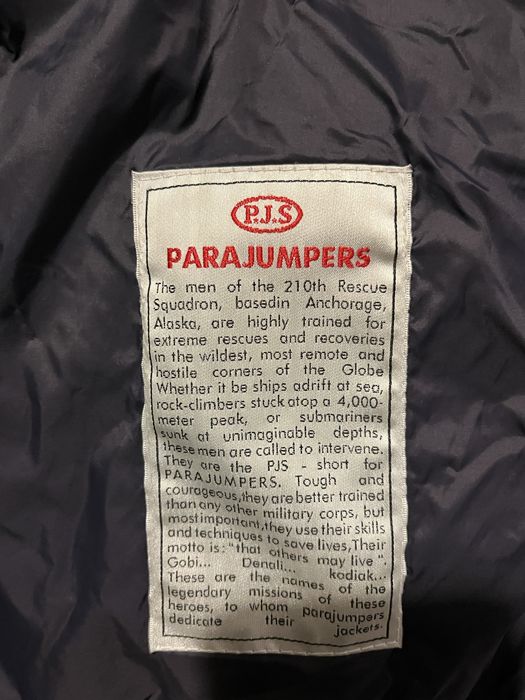 P.J.S
PARAJUMPERS
The men of the 210th Rescue
Squadron, basedin Anchorage,
Alaska, are highly trained for
extreme rescues and recoveries
in the wildest, most remote and
hostile corners of the Globe
Whether it be ships adrift at sea,
rock-climbers stuck atop a 4,000-
meter peak, or submariners
sunk at unimaginable depths,
these men are called to intervene.
They are the PJS - short for
PARAJUMPERS. Tough and
courageous,they are better trained
than any other military corps, but
mostimportant,they use their skills
and techniques to save lives,Their
motto is:"that others may live".
Gobi... Denali... kodiak...
These are the names of the
legendary missions of these
heroes, to whom parajumpers
dedicate their jackets.